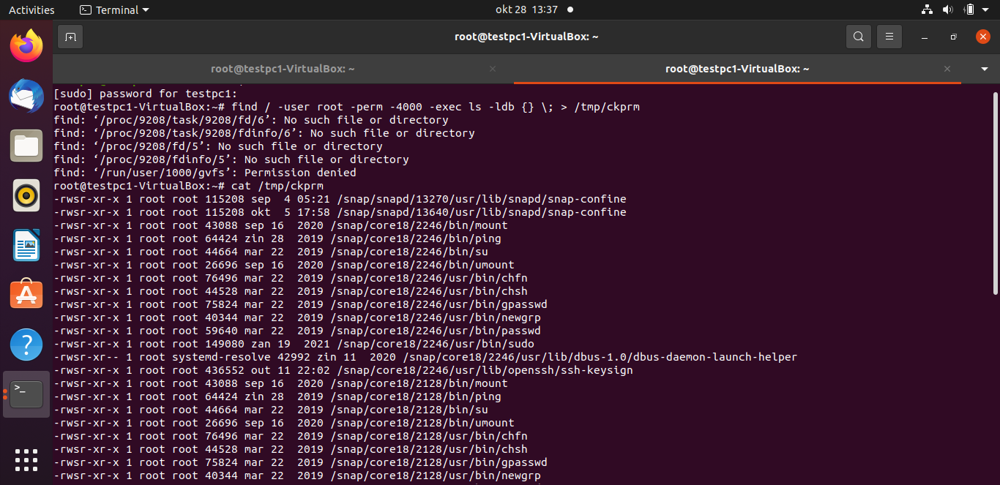 Activities
Terminal
okt 28 13:37
root@testpc1-VirtualBox: ~
root@testpc1-VirtualBox: ~
root@testpc1-VirtualBox: ~
[sudo] password for testpc1:
root@testpc1-VirtualBox:~# find / -user root -perm -4000 -exec ls -ldb {} \; > /tmp/ckprm
find: ‘/proc/9208/task/9208/fd/6’: No such file or directory
find: ‘/proc/9208/task/9208/fdinfo/6’: No such file or directory
find: ‘/proc/9208/fd/5’: No such file or directory
find: ‘/proc/9208/fdinfo/5’: No such file or directory
find: ‘/run/user/1000/gvfs’: Permission denied
root@testpc1-VirtualBox:~# cat /tmp/ckprm
-rwsr-xr-x 1 root root 115208 sep  4 05:21 /snap/snapd/13270/usr/lib/snapd/snap-confine
-rwsr-xr-x 1 root root 115208 okt  5 17:58 /snap/snapd/13640/usr/lib/snapd/snap-confine
-rwsr-xr-x 1 root root 43088 sep 16  2020 /snap/core18/2246/bin/mount
-rwsr-xr-x 1 root root 64424 zin 28  2019 /snap/core18/2246/bin/ping
-rwsr-xr-x 1 root root 44664 mar 22  2019 /snap/core18/2246/bin/su
-rwsr-xr-x 1 root root 26696 sep 16  2020 /snap/core18/2246/bin/umount
-rwsr-xr-x 1 root root 76496 mar 22  2019 /snap/core18/2246/usr/bin/chfn
-rwsr-xr-x 1 root root 44528 mar 22  2019 /snap/core18/2246/usr/bin/chsh
-rwsr-xr-x 1 root root 75824 mar 22  2019 /snap/core18/2246/usr/bin/gpasswd
-rwsr-xr-x 1 root root 40344 mar 22  2019 /snap/core18/2246/usr/bin/newgrp
-rwsr-xr-x 1 root root 59640 mar 22  2019 /snap/core18/2246/usr/bin/passwd
-rwsr-xr-x 1 root root 149080 zan 19  2021 /snap/core18/2246/usr/bin/sudo
-rwsr-xr-- 1 root systemd-resolve 42992 zin 11  2020 /snap/core18/2246/usr/lib/dbus-1.0/dbus-daemon-launch-helper
-rwsr-xr-x 1 root root 436552 out 11 22:02 /snap/core18/2246/usr/lib/openssh/ssh-keysign
-rwsr-xr-x 1 root root 43088 sep 16  2020 /snap/core18/2128/bin/mount
-rwsr-xr-x 1 root root 64424 zin 28  2019 /snap/core18/2128/bin/ping
-rwsr-xr-x 1 root root 44664 mar 22  2019 /snap/core18/2128/bin/su
-rwsr-xr-x 1 root root 26696 sep 16  2020 /snap/core18/2128/bin/umount
-rwsr-xr-x 1 root root 76496 mar 22  2019 /snap/core18/2128/usr/bin/chfn
-rwsr-xr-x 1 root root 44528 mar 22  2019 /snap/core18/2128/usr/bin/chsh
-rwsr-xr-x 1 root root 75824 mar 22  2019 /snap/core18/2128/usr/bin/gpasswd
-rwsr-xr-x 1 root root 40344 mar 22  2019 /snap/core18/2128/usr/bin/newgrp